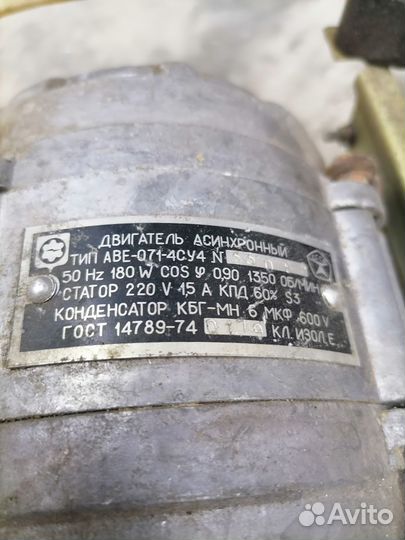 ДВИГАТЕЛЬ АСИНХРОННЫЙ
ТИП АВЕ-071-4СУ4 №
50 Hz 180 W COS φ 0,90 1350 ОБ/МИН
СТАТОР 220 V 1,5 А КПД 60% S3
КОНДЕНСАТОР КБГ-МН 6 МКФ 600 V
ГОСТ 14789-74 КЛ. ИЗОЛ. Е
Avito